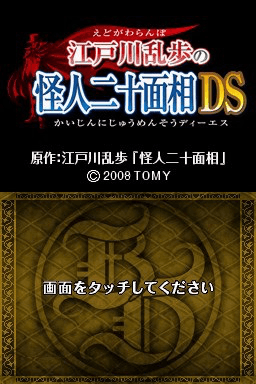 えどがわらんぽ
江戸川乱歩の
怪人二十面相DS
かいじんにじゅうめんそうディーエス
原作:江戸川乱歩『怪人二十面相』
©2008 TOMY
画面をタッチしてください